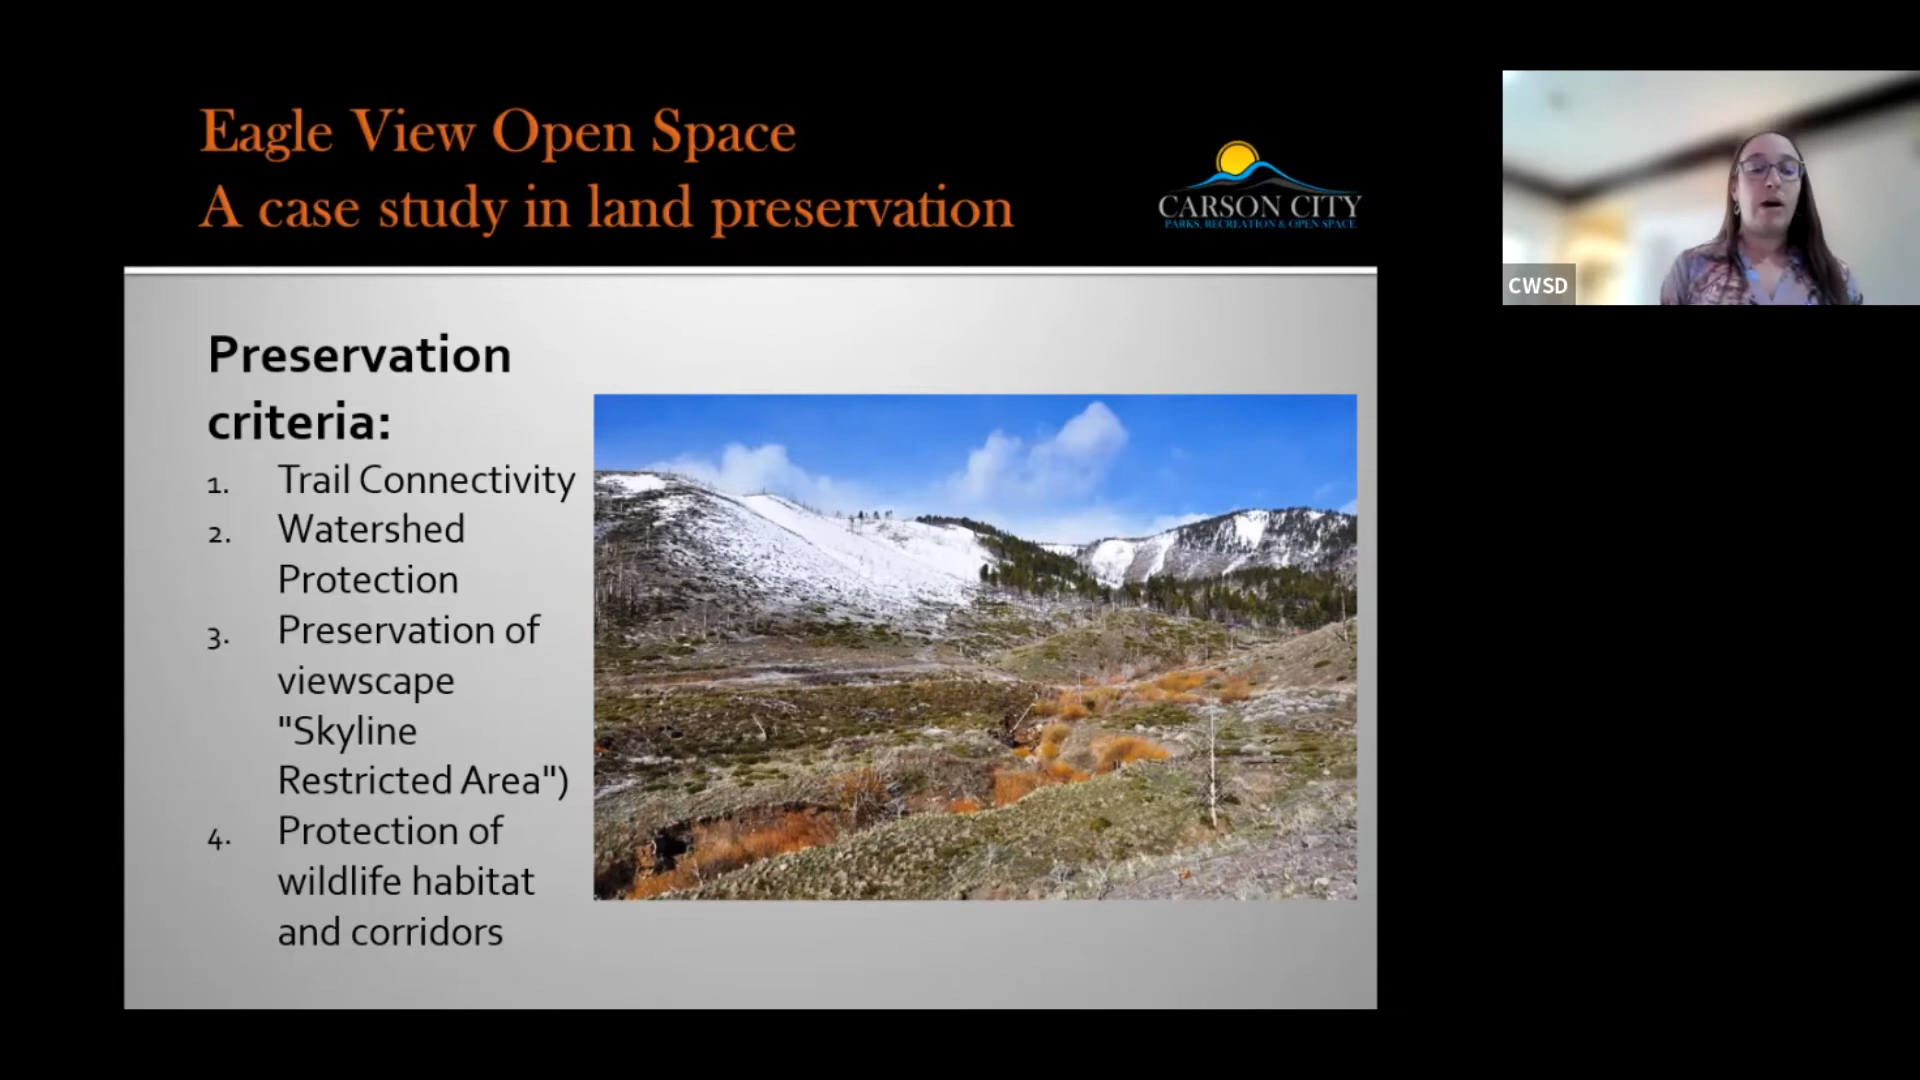 Eagle View Open Space
A case study in land preservation
CARSON CITY
PARKS, RECREATION & OPEN SPACE
CWSD
Preservation
criteria:
1. Trail Connectivity
2. Watershed
Protection
3. Preservation of
viewscape
"Skyline
Restricted Area")
4. Protection of
wildlife habitat
and corridors